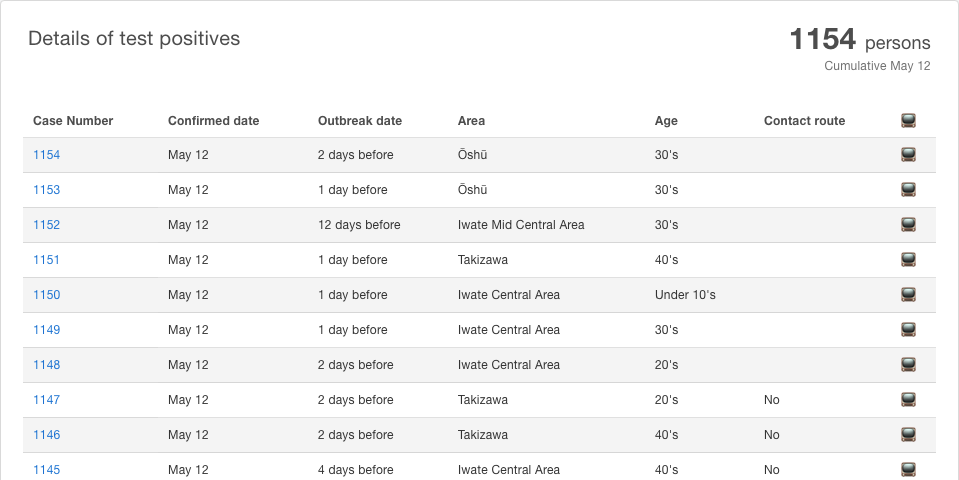 Details of test positives
1154 persons
Cumulative May 12
Case Number Confirmed date Outbreak date Area Age Contact route
1154 May 12 2 days before Ōshū 30's
1153 May 12 1 day before Ōshū 30's
1152 May 12 12 days before Iwate Mid Central Area 30's
1151 May 12 1 day before Takizawa 40's
1150 May 12 1 day before Iwate Central Area Under 10's
1149 May 12 1 day before Iwate Central Area 30's
1148 May 12 2 days before Iwate Central Area 20's
1147 May 12 2 days before Takizawa 20's No
1146 May 12 2 days before Takizawa 40's No
1145 May 12 4 days before Iwate Central Area 40's No